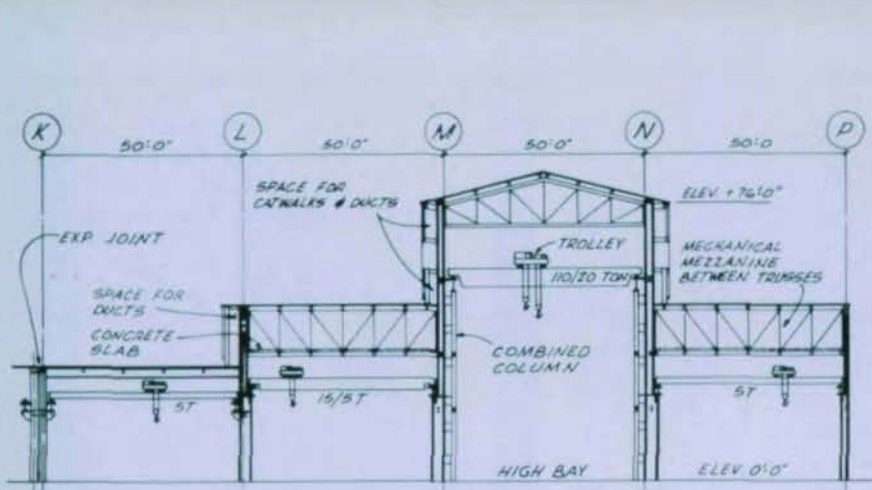 K L M N P
50'0" 50'0" 50'0" 50'0
SPACE FOR
CATWALKS & DUCTS
ELEV. +76'0"
EXP. JOINT
TROLLEY
MECHANICAL
MEZZANINE
BETWEEN TRUSSES
110/20 TON
SPACE FOR
DUCTS
CONCRETE
SLAB
COMBINED
COLUMN
5T
15/5T
5T
HIGH BAY
ELEV. 0'0"